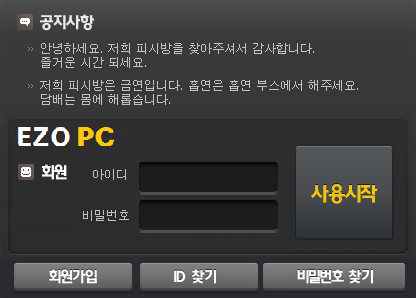 공지사항
» 안녕하세요. 저희 피시방을 찾아주셔서 감사합니다.
즐거운 시간 되세요.
» 저희 피시방은 금연입니다. 흡연은 흡연 부스에서 해주세요.
담배는 몸에 해롭습니다.
EZO PC
회원
아이디
비밀번호
사용시작
회원가입
ID 찾기
비밀번호 찾기